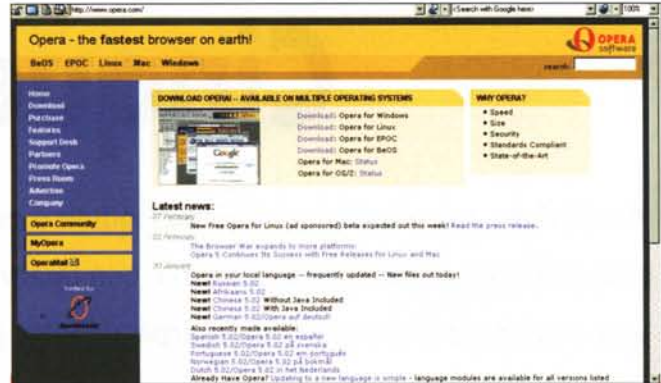 http://www.opera.com/
<Search with Google here>
100%
Opera - the fastest browser on earth!
OPERA
software
BeOS EPOC Linux Mac Windows
search:
Home
Download
Purchase
Features
Support Desk
Partners
Promote Opera
Press Room
Advertise
Company
Opera Community
MyOpera
OperaMail
DOWNLOAD OPERA! -- AVAILABLE ON MULTIPLE OPERATING SYSTEMS
Google
Download: Opera for Windows
Download: Opera for Linux
Download: Opera for EPOC
Download: Opera for BeOS
Opera for Mac: Status
Opera for OS/2: Status
WHY OPERA?
• Speed
• Size
• Security
• Standards Compliant
• State-of-the-Art
Latest news:
February
New Free Opera for Linux (ad sponsored) beta expected out this week! Read the press release.
February
The Browser War expands to more platforms:
Opera 5 Continues Its Success with Free Releases for Linux and Mac
January
Opera in your local language -- frequently updated -- New files out today!
New! Russian 5.02
New! Afrikaans 5.02
New! Chinese 5.02 Without Java Included
New! Chinese 5.02 With Java Included
New! German 5.02/Opera auf deutsch!
Also recently made available:
Spanish 5.02/Opera 5.02 en español
Swedish 5.02/Opera 5.02 på svenska
Portuguese 5.02/Opera 5.02 em português
Norwegian 5.02/Opera 5.02 på bokmål
Dutch 5.02/Opera 5.02 in het Nederlands
Already Have Opera? Updating to a new language is simple - language modules are available for all versions listed